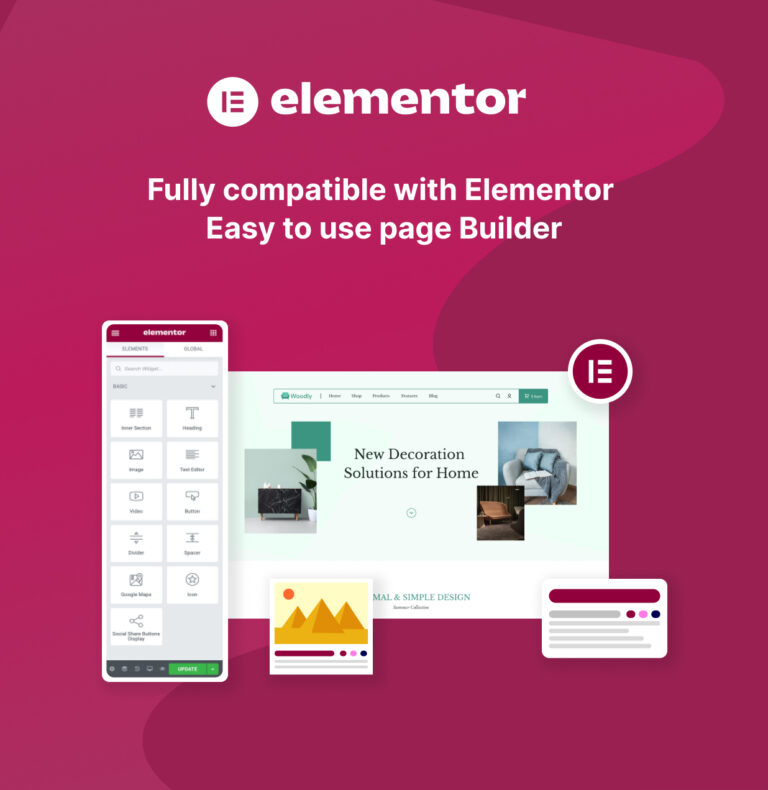 elementor
Fully compatible with Elementor
Easy to use page Builder
elementor
ELEMENTS GLOBAL
Search Widget...
BASIC
Inner Section Heading
Image Text Editor
Video Button
Divider Spacer
Google Maps Icon
Social Share Buttons
Display
UPDATE
Woodly | Home Shop Products Features Blog
New Decoration
Solutions for Home
MAL & SIMPLE DESIGN
Summer Collection